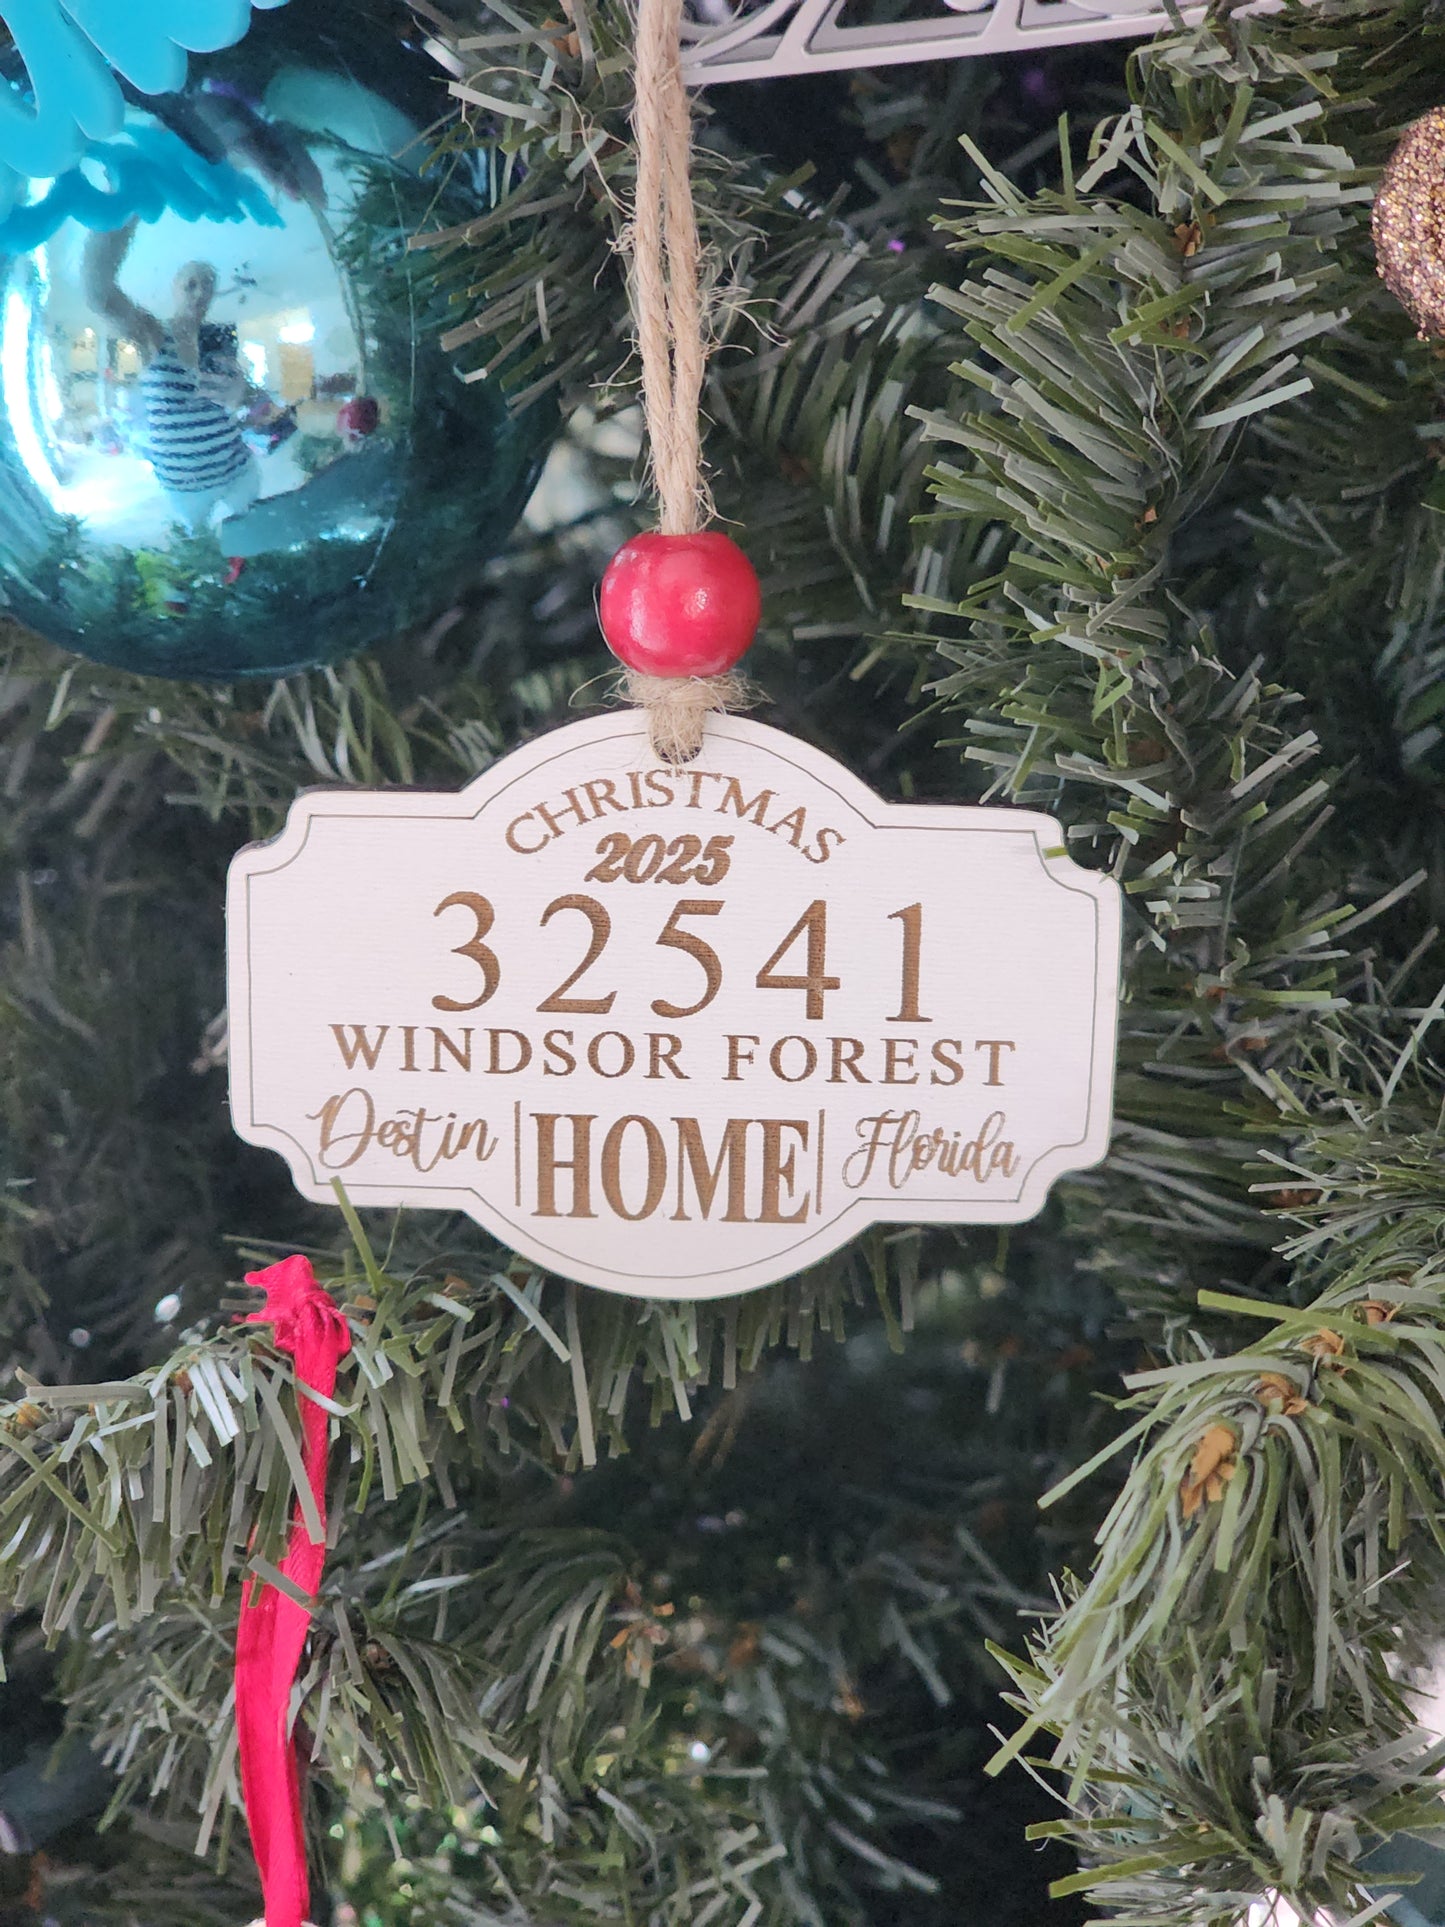 CHRISTMAS
2025
32541
WINDSOR FOREST
Destin |HOME| Florida